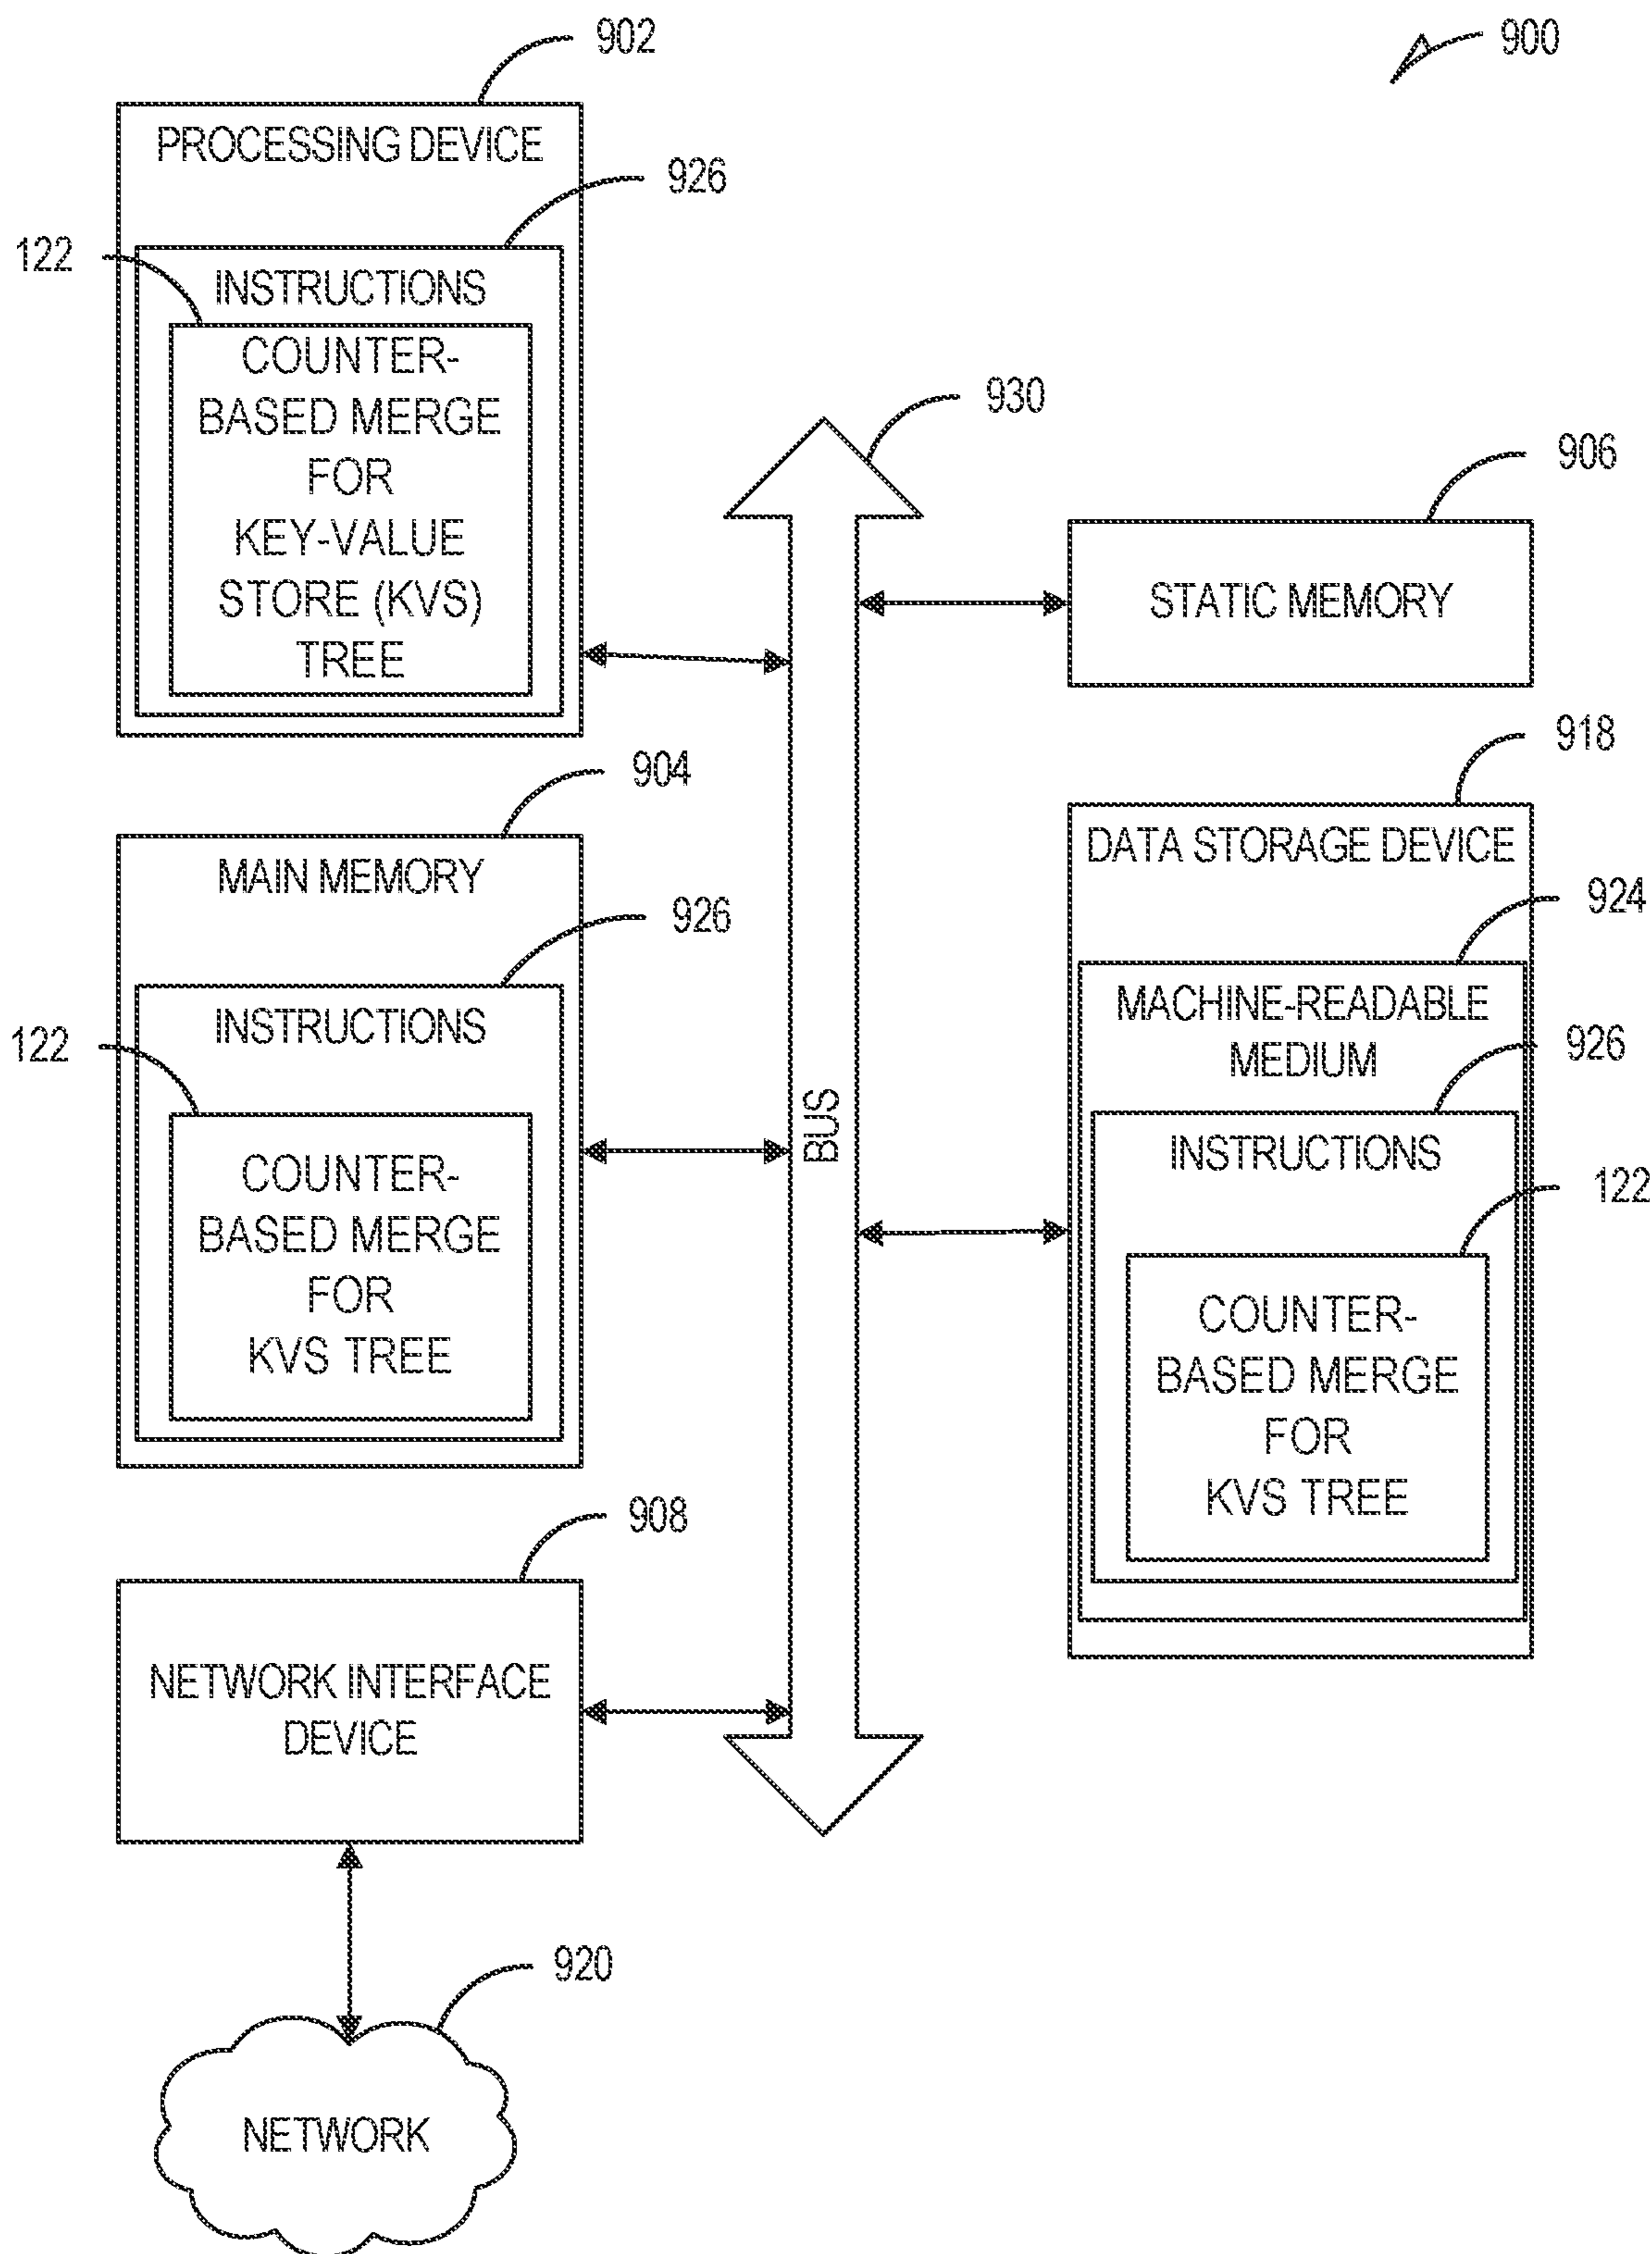 902
900
PROCESSING DEVICE
926
122
INSTRUCTIONS
COUNTER-
BASED MERGE
FOR
KEY-VALUE
STORE (KVS)
TREE
930
906
STATIC MEMORY
904
MAIN MEMORY
926
INSTRUCTIONS
122
COUNTER-
BASED MERGE
FOR
KVS TREE
BUS
918
DATA STORAGE DEVICE
924
MACHINE-READABLE
MEDIUM
926
INSTRUCTIONS
122
COUNTER-
BASED MERGE
FOR
KVS TREE
908
NETWORK INTERFACE
DEVICE
920
NETWORK